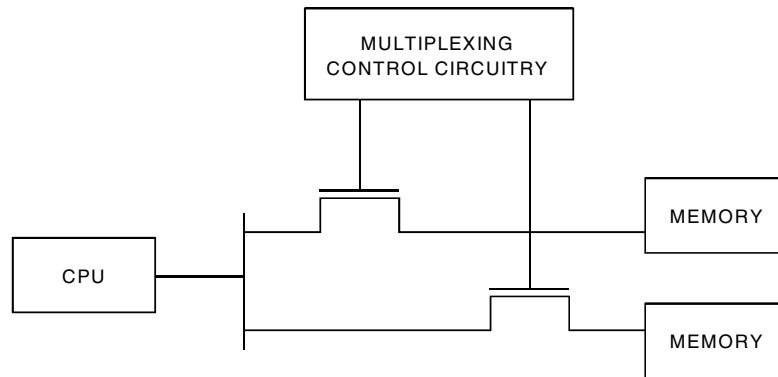 MULTIPLEXING
CONTROL CIRCUITRY
MEMORY
CPU
MEMORY